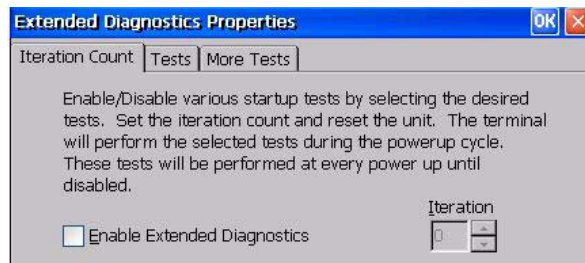 Extended Diagnostics Properties OK ×
Iteration Count Tests More Tests
Enable/Disable various startup tests by selecting the desired
tests. Set the iteration count and reset the unit. The terminal
will perform the selected tests during the powerup cycle.
These tests will be performed at every power up until
disabled.
Iteration
Enable Extended Diagnostics 0